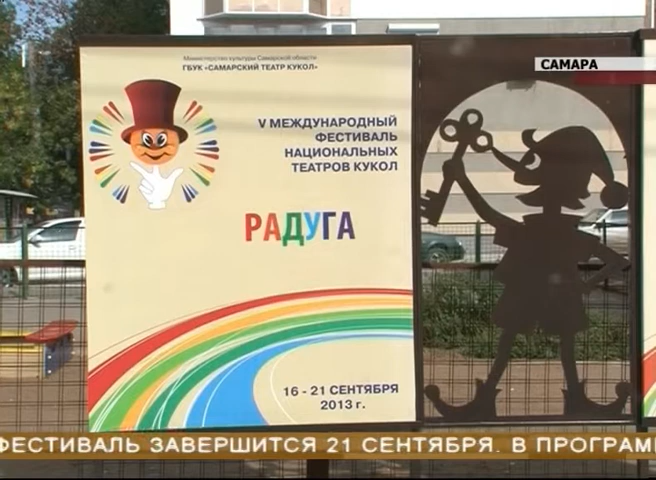 Министерство культуры Самарской области
ГБУК «САМАРСКИЙ ТЕАТР КУКОЛ»
САМАРА
V МЕЖДУНАРОДНЫЙ
ФЕСТИВАЛЬ
НАЦИОНАЛЬНЫХ
ТЕАТРОВ КУКОЛ
РАДУГА
16 - 21 СЕНТЯБРЯ
2013 г.
ФЕСТИВАЛЬ ЗАВЕРШИТСЯ 21 СЕНТЯБРЯ. В ПРОГРАМ